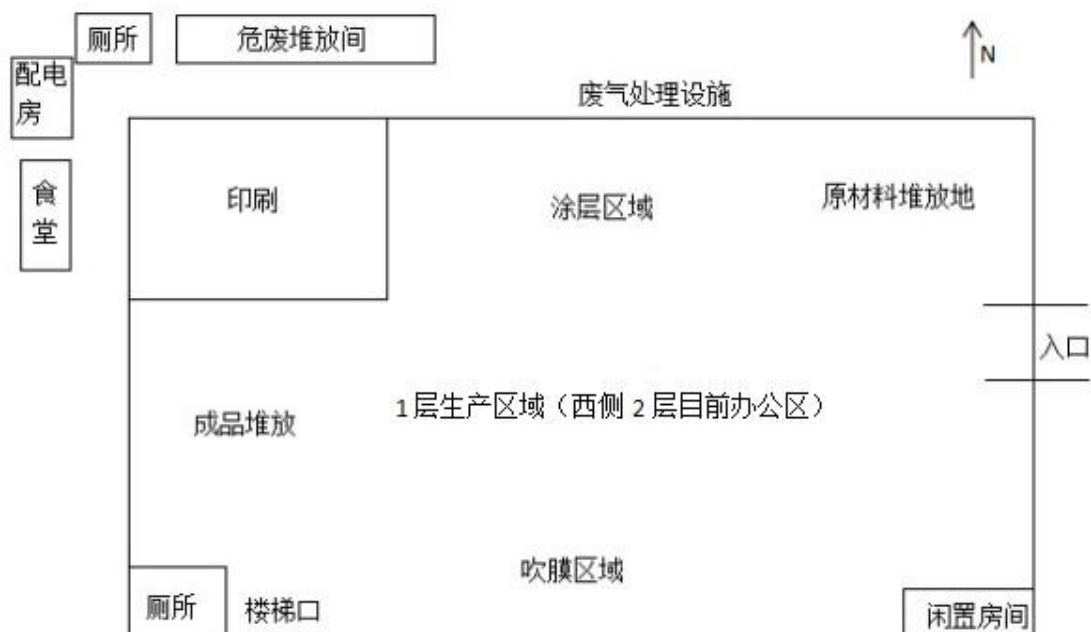 厕所
危废堆放间
N
配电
房
废气处理设施
食
堂
印刷
涂层区域
原材料堆放地
入口
1层生产区域（西侧2层目前办公区）
成品堆放
吹膜区域
厕所
楼梯口
闲置房间